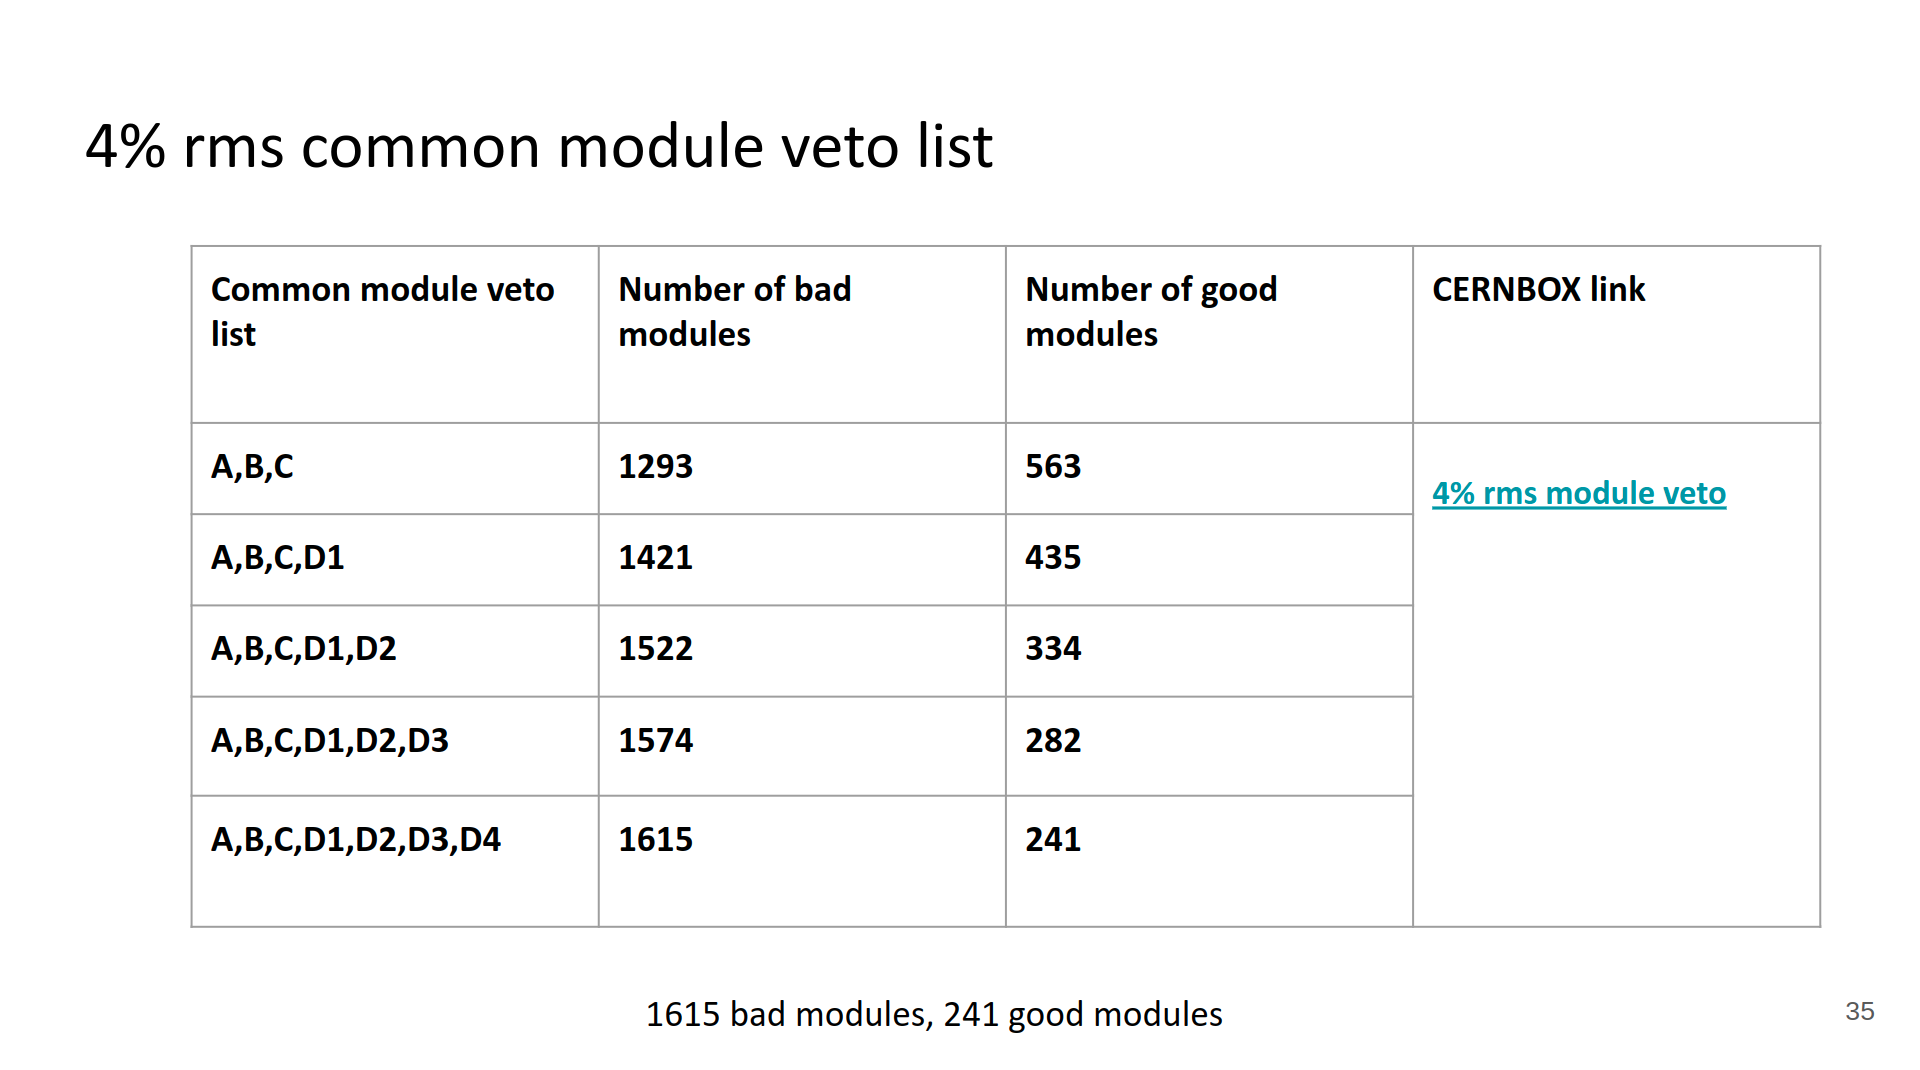 4% rms common module veto list
Common module veto
list
Number of bad
modules
Number of good
modules
CERNBOX link
A,B,C
1293
563
4% rms module veto
A,B,C,D1
1421
435
A,B,C,D1,D2
1522
334
A,B,C,D1,D2,D3
1574
282
A,B,C,D1,D2,D3,D4
1615
241
1615 bad modules, 241 good modules
35